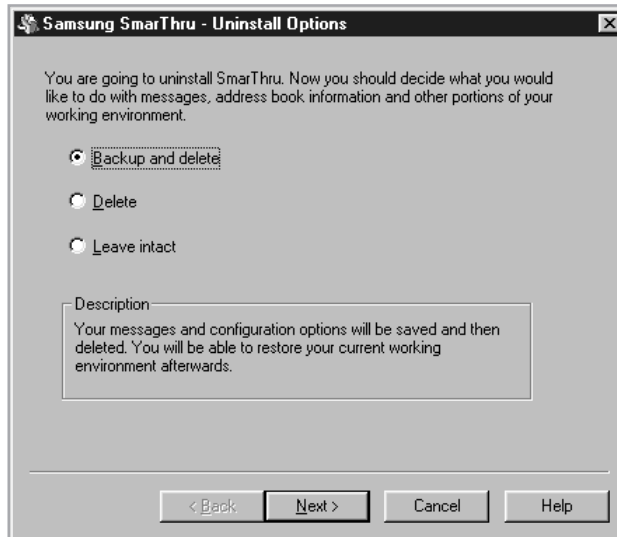 Samsung SmarThru - Uninstall Options
You are going to uninstall SmarThru. Now you should decide what you would
like to do with messages, address book information and other portions of your
working environment.
Backup and delete
Delete
Leave intact
Description
Your messages and configuration options will be saved and then
deleted. You will be able to restore your current working
environment afterwards.
< Back Next > Cancel Help